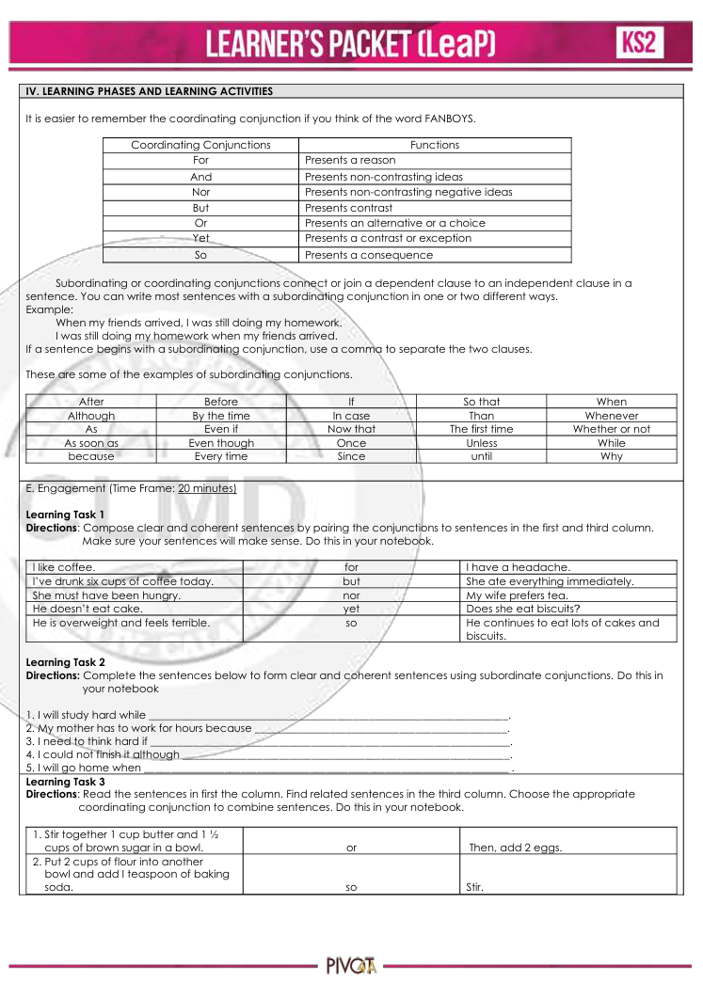 LEARNER'S PACKET (LeaP)
KS2
IV. LEARNING PHASES AND LEARNING ACTIVITIES
It is easier to remember the coordinating conjunction if you think of the word FANBOYS.
Coordinating Conjunctions Functions
For Presents a reason
And Presents non-contrasting ideas
Nor Presents non-contrasting negative ideas
But Presents contrast
Or Presents an alternative or a choice
Yet Presents a contrast or exception
So Presents a consequence
Subordinating or coordinating conjunctions connect or join a dependent clause to an independent clause in a
sentence. You can write most sentences with a subordinating conjunction in one or two different ways.
Example:
When my friends arrived, I was still doing my homework.
I was still doing my homework when my friends arrived.
If a sentence begins with a subordinating conjunction, use a comma to separate the two clauses.
These are some of the examples of subordinating conjunctions.
After Before If So that When
Although By the time In case Than Whenever
As Even if Now that The first time Whether or not
As soon as Even though Once Unless While
because Every time Since until Why
E. Engagement (Time Frame: 20 minutes)
Learning Task 1
Directions: Compose clear and coherent sentences by pairing the conjunctions to sentences in the first and third column.
Make sure your sentences will make sense. Do this in your notebook.
I like coffee. for I have a headache.
I've drunk six cups of coffee today. but She ate everything immediately.
She must have been hungry. nor My wife prefers tea.
He doesn't eat cake. yet Does she eat biscuits?
He is overweight and feels terrible. so He continues to eat lots of cakes and
biscuits.
Learning Task 2
Directions: Complete the sentences below to form clear and coherent sentences using subordinate conjunctions. Do this in
your notebook
1. I will study hard while ____________________.
2. My mother has to work for hours because ____________________.
3. I need to think hard if ____________________.
4. I could not finish it although ____________________.
5. I will go home when ____________________ .
Learning Task 3
Directions: Read the sentences in first the column. Find related sentences in the third column. Choose the appropriate
coordinating conjunction to combine sentences. Do this in your notebook.
1. Stir together 1 cup butter and 1 ½
cups of brown sugar in a bowl. or Then, add 2 eggs.
2. Put 2 cups of flour into another
bowl and add I teaspoon of baking
soda. so Stir.
PIVOT 4A
CLMD